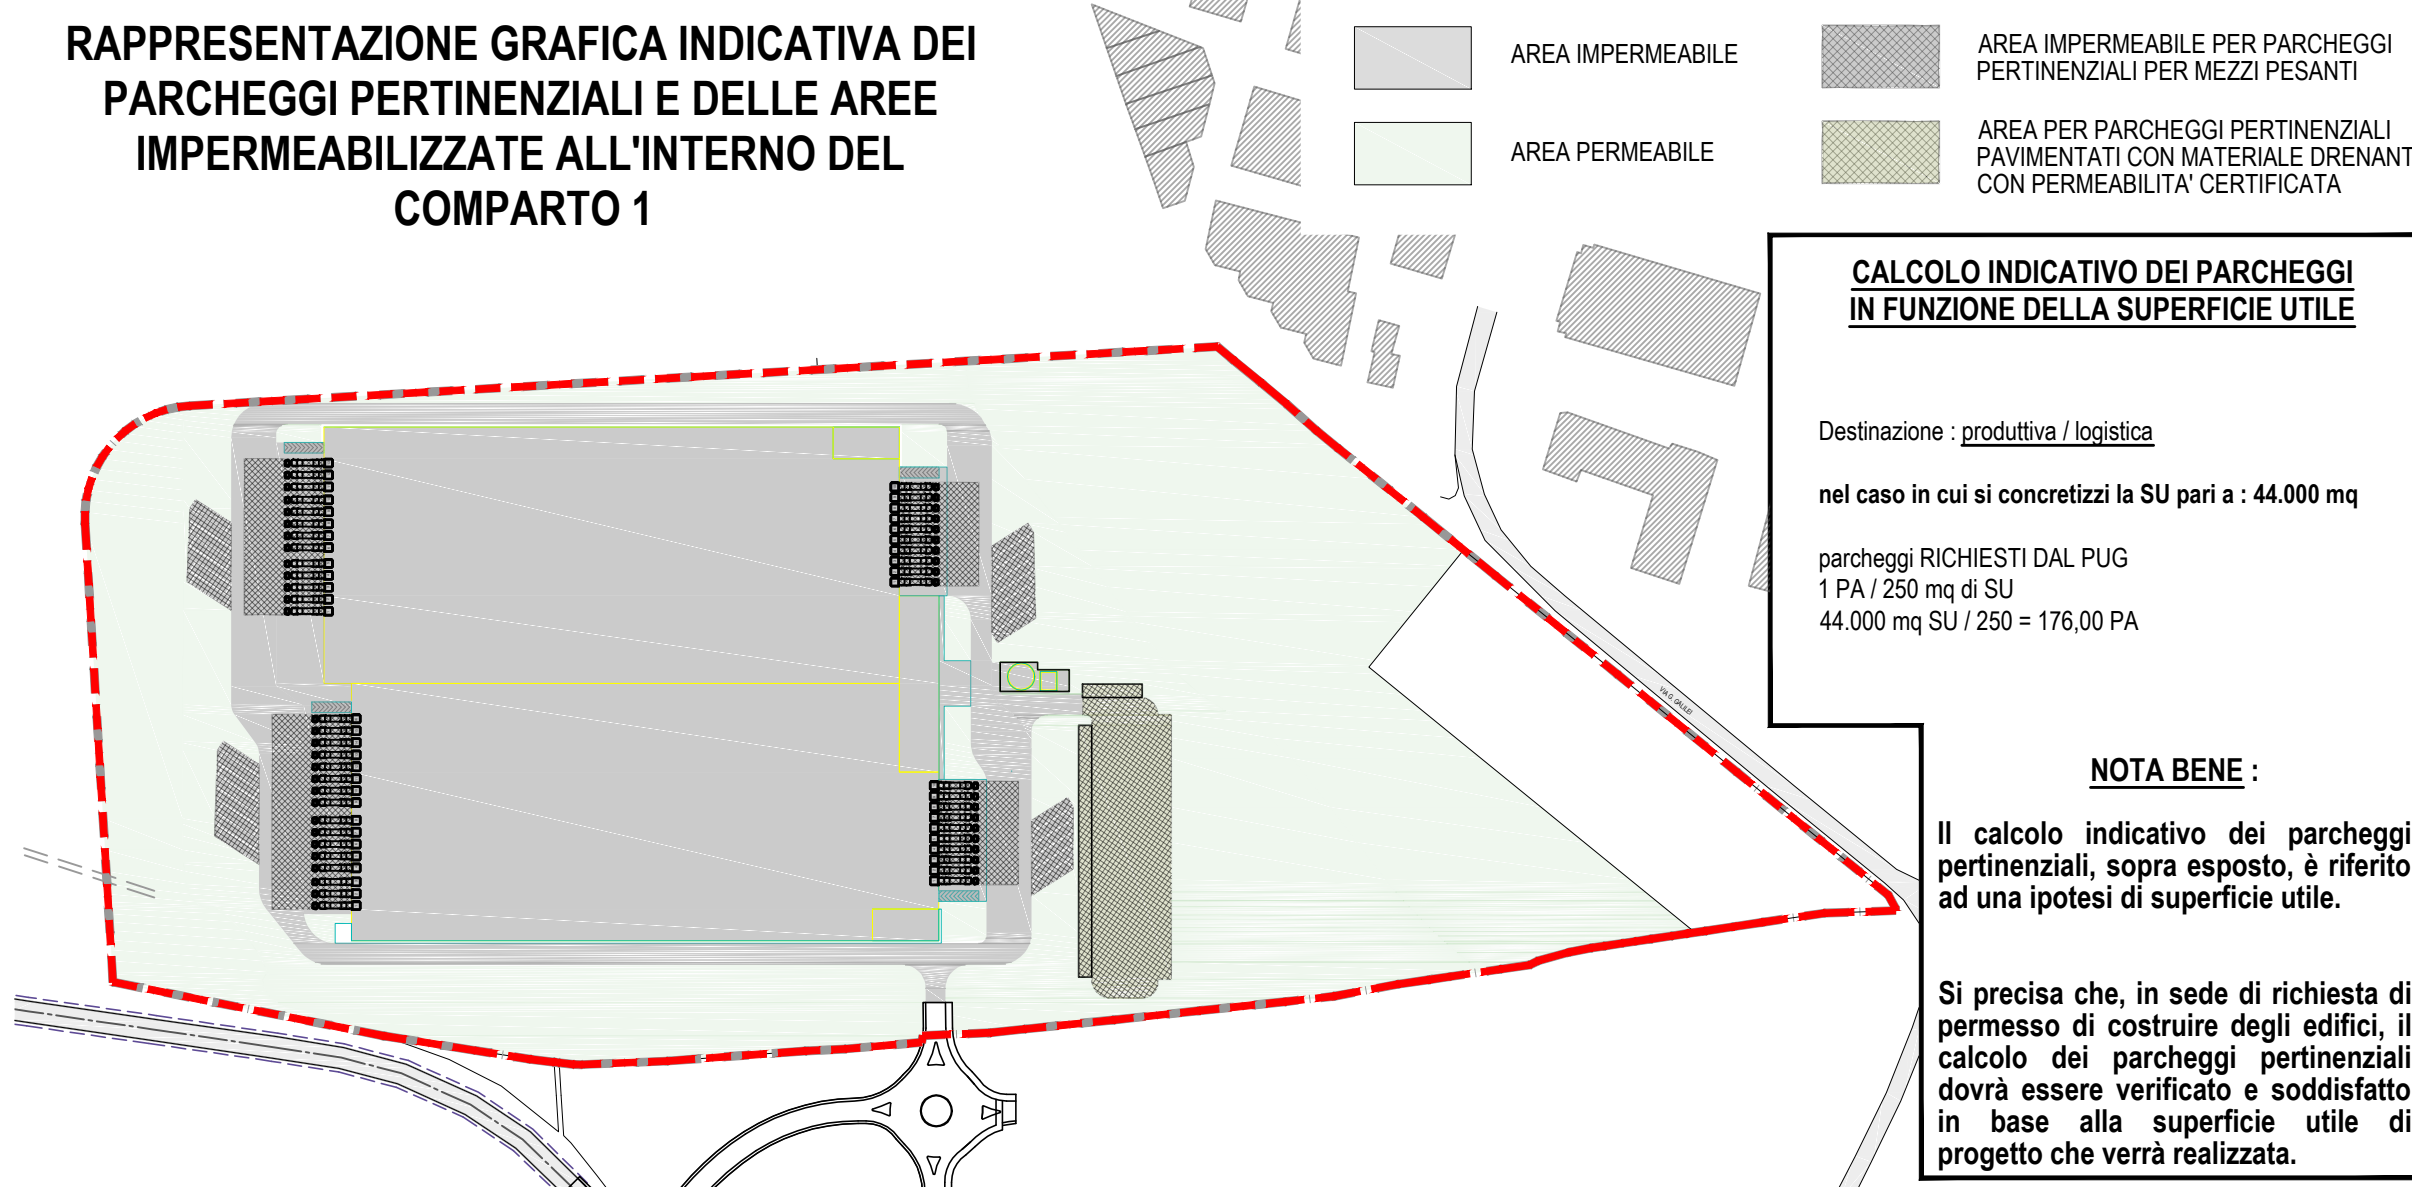 RAPPRESENTAZIONE GRAFICA INDICATIVA DEI
PARCHEGGI PERTINENZIALI E DELLE AREE
IMPERMEABILIZZATE ALL'INTERNO DEL
COMPARTO 1
AREA IMPERMEABILE
AREA PERMEABILE
AREA IMPERMEABILE PER PARCHEGGI
PERTINENZIALI PER MEZZI PESANTI
AREA PER PARCHEGGI PERTINENZIALI
PAVIMENTATI CON MATERIALE DRENANT
CON PERMEABILITA' CERTIFICATA
CALCOLO INDICATIVO DEI PARCHEGGI
IN FUNZIONE DELLA SUPERFICIE UTILE
Destinazione : produttiva / logistica
nel caso in cui si concretizzi la SU pari a : 44.000 mq
parcheggi RICHIESTI DAL PUG
1 PA / 250 mq di SU
44.000 mq SU / 250 = 176,00 PA
VIA G. GALILEI
NOTA BENE :
Il calcolo indicativo dei parcheggi
pertinenziali, sopra esposto, è riferito
ad una ipotesi di superficie utile.
Si precisa che, in sede di richiesta di
permesso di costruire degli edifici, il
calcolo dei parcheggi pertinenziali
dovrà essere verificato e soddisfatto
in base alla superficie utile di
progetto che verrà realizzata.